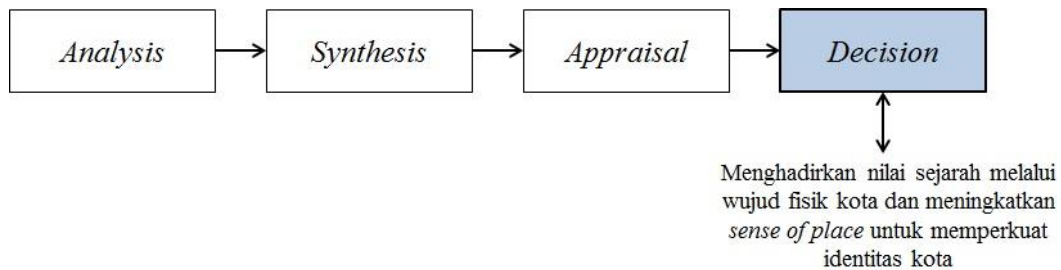 Analysis
Synthesis
Appraisal
Decision
Menghadirkan nilai sejarah melalui
wujud fisik kota dan meningkatkan
sense of place untuk memperkuat
identitas kota